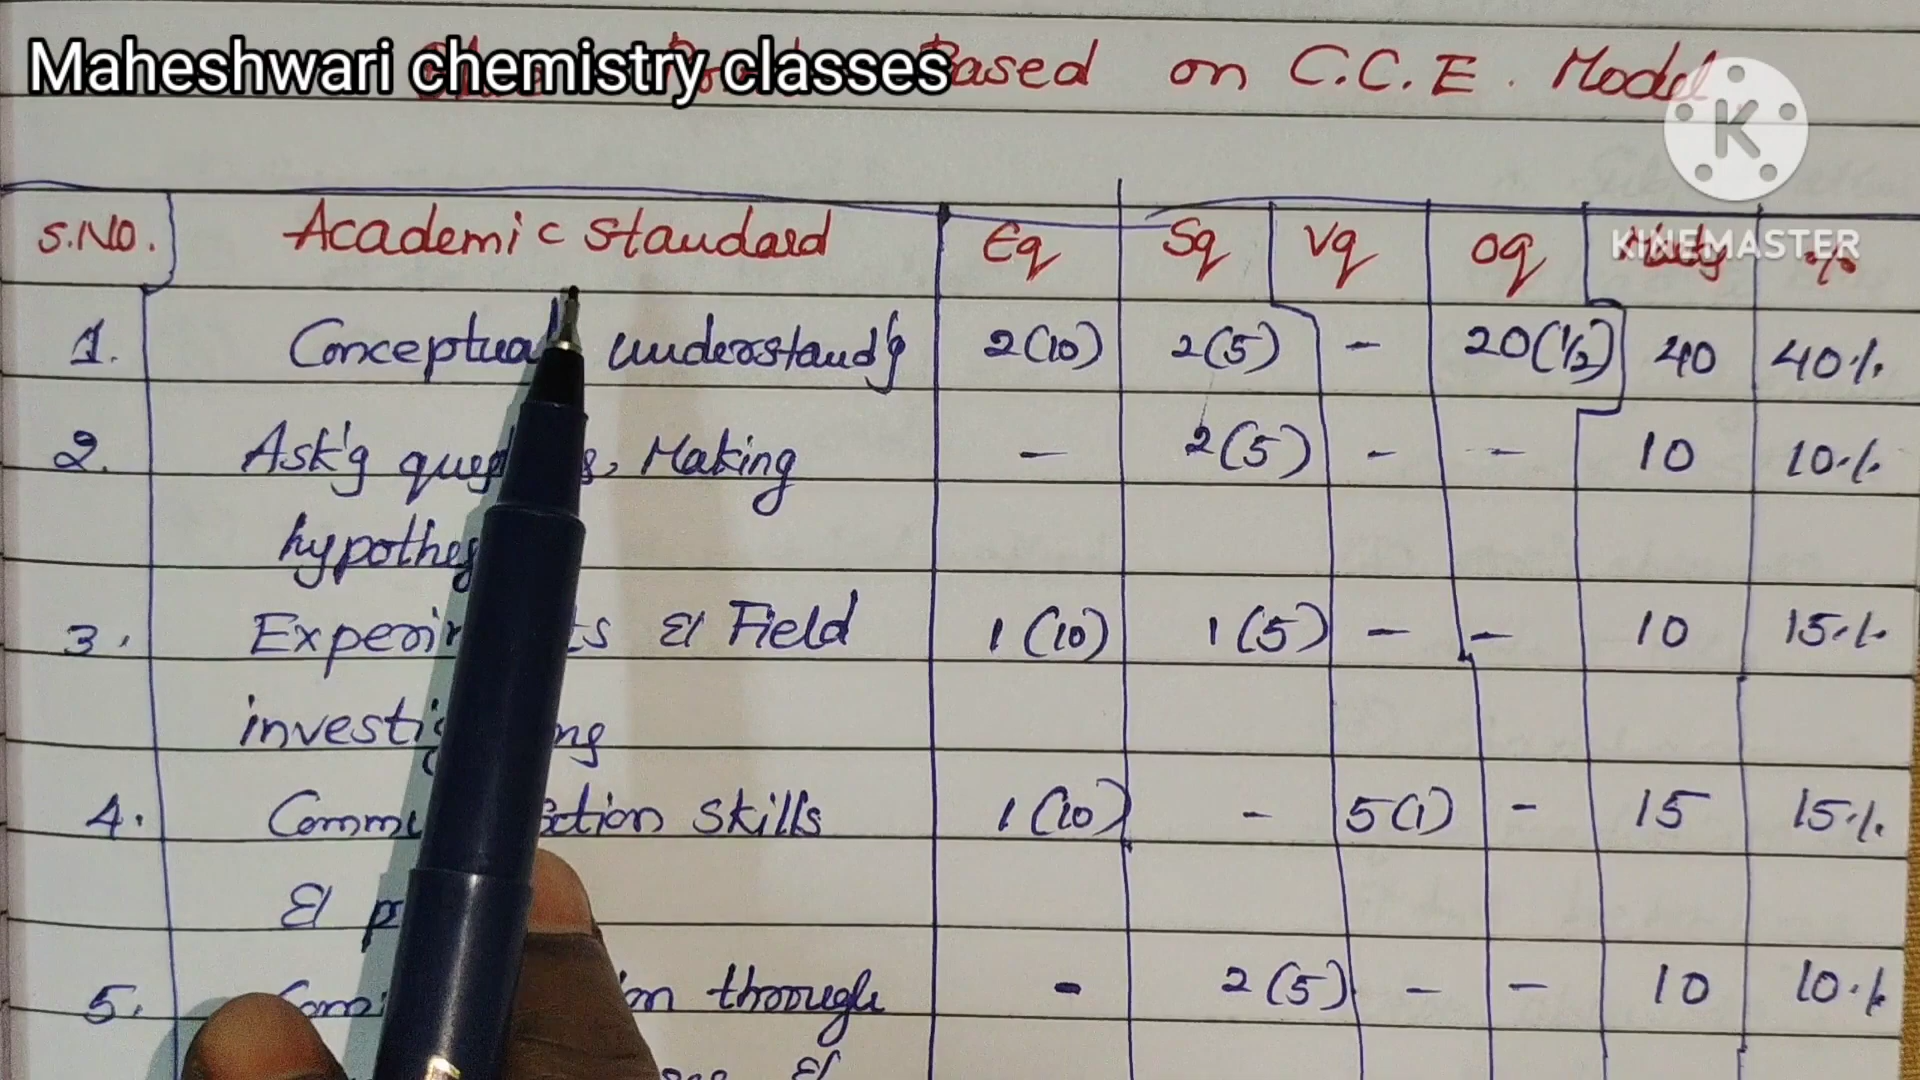 Maheshwari chemistry classes
Based on C.C.E. Model.
K
KINEMASTER
S.NO. Academic standard Eq Sq Vq Oq %
1. Conceptual understand'g 2(10) 2(5) - 20(1/2) 40 40%
2. Ask'g Making - 2(5) - - 10 10%
3. & Field 1(10) 1(5) - - 10 15%
4. skills 1(10) - 5(1) - 15 15%
&
5. through - 2(5) - - 10 10%
&